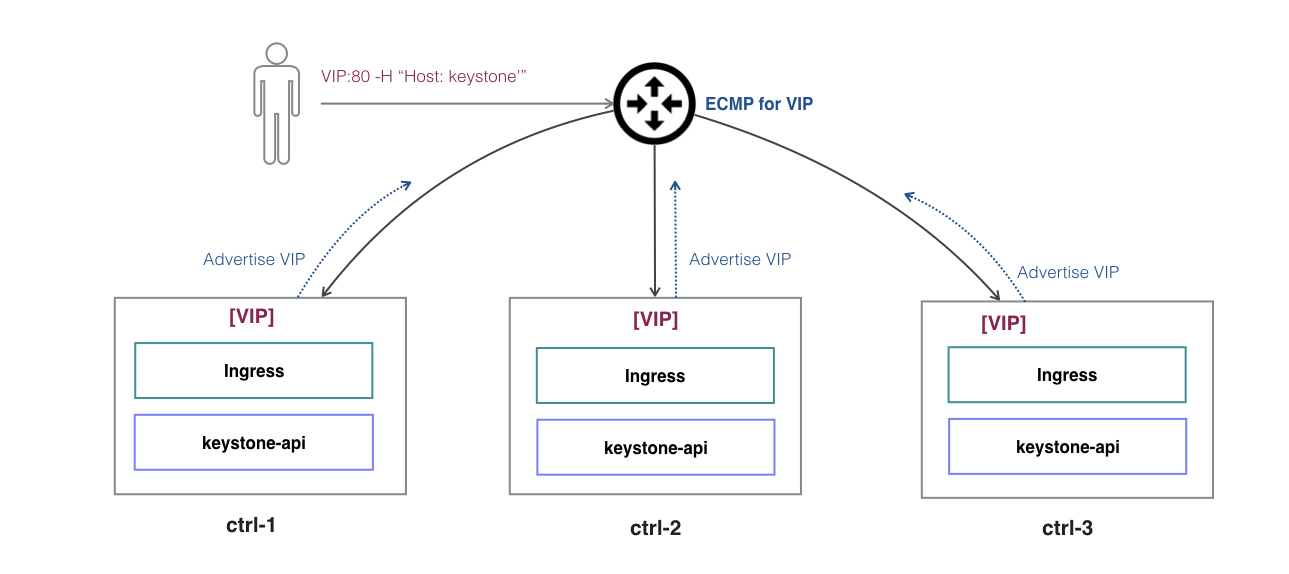 VIP:80 -H “Host: keystone’”
ECMP for VIP
Advertise VIP
Advertise VIP
Advertise VIP
[VIP]
Ingress
keystone-api
ctrl-1
[VIP]
Ingress
keystone-api
ctrl-2
[VIP]
Ingress
keystone-api
ctrl-3